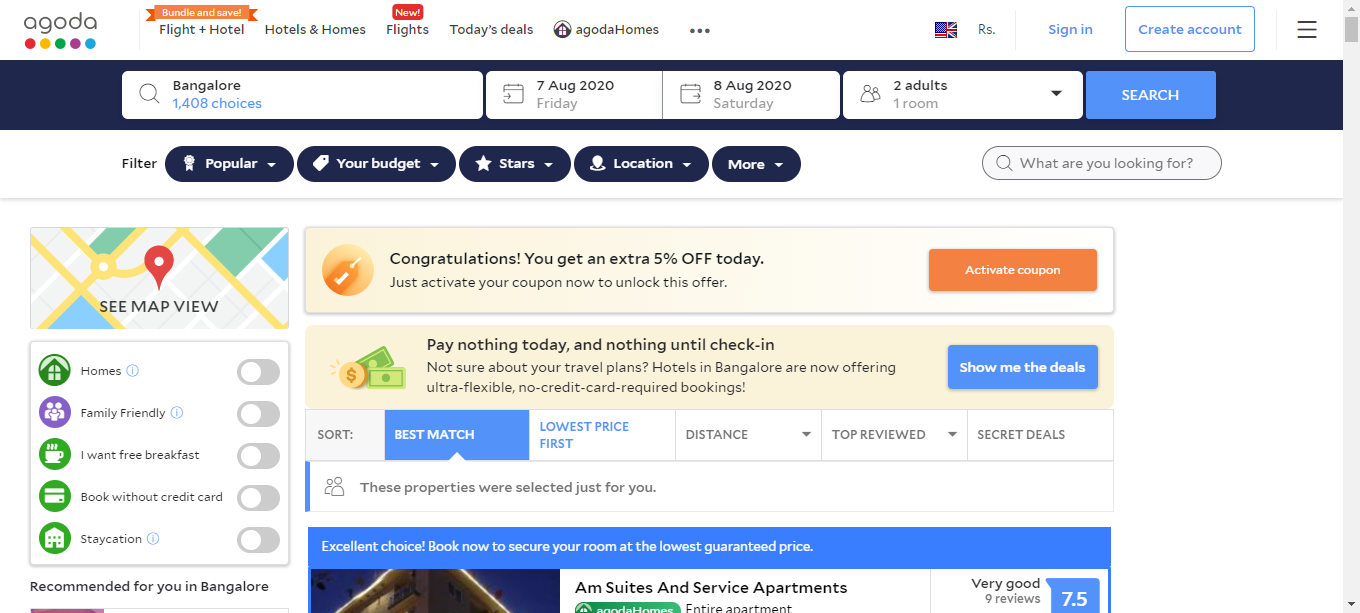 agoda
Bundle and save!
Flight + Hotel
Hotels & Homes
New!
Flights
Today's deals
agodaHomes
Rs.
Sign in
Create account
Bangalore
1,408 choices
7 Aug 2020
Friday
8 Aug 2020
Saturday
2 adults
1 room
SEARCH
Filter
Popular
Your budget
Stars
Location
More
What are you looking for?
SEE MAP VIEW
Homes
Family Friendly
I want free breakfast
Book without credit card
Staycation
Recommended for you in Bangalore
Congratulations! You get an extra 5% OFF today.
Just activate your coupon now to unlock this offer.
Activate coupon
Pay nothing today, and nothing until check-in
Not sure about your travel plans? Hotels in Bangalore are now offering
ultra-flexible, no-credit-card-required bookings!
Show me the deals
SORT:
BEST MATCH
LOWEST PRICE
FIRST
DISTANCE
TOP REVIEWED
SECRET DEALS
These properties were selected just for you.
Excellent choice! Book now to secure your room at the lowest guaranteed price.
Am Suites And Service Apartments
agodaHomes Entire apartment
Very good
9 reviews
7.5